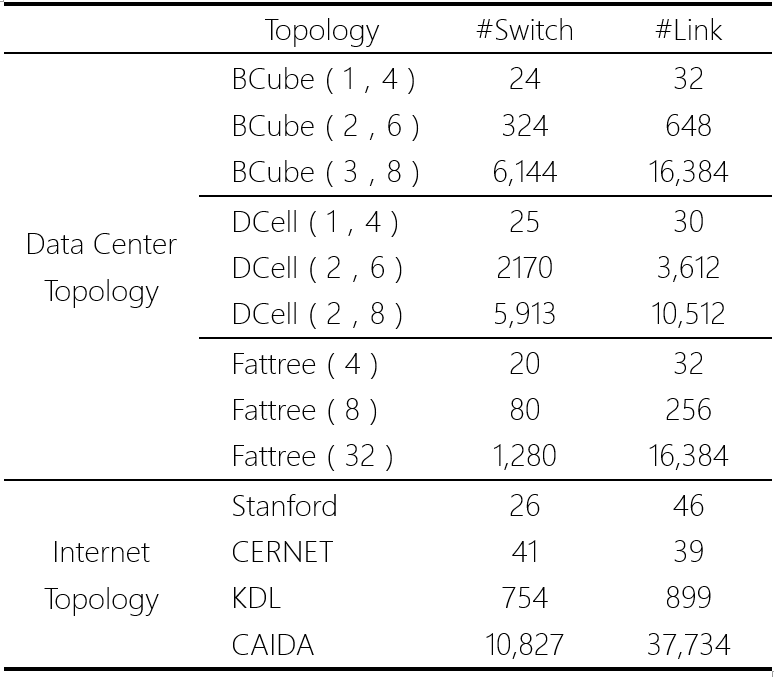 Topology #Switch #Link
BCube ( 1 , 4 ) 24 32
BCube ( 2 , 6 ) 324 648
BCube ( 3 , 8 ) 6,144 16,384
DCell ( 1 , 4 ) 25 30
Data Center
Topology
DCell ( 2 , 6 ) 2170 3,612
DCell ( 2 , 8 ) 5,913 10,512
Fattree ( 4 ) 20 32
Fattree ( 8 ) 80 256
Fattree ( 32 ) 1,280 16,384
Stanford 26 46
Internet
Topology
CERNET 41 39
KDL 754 899
CAIDA 10,827 37,734